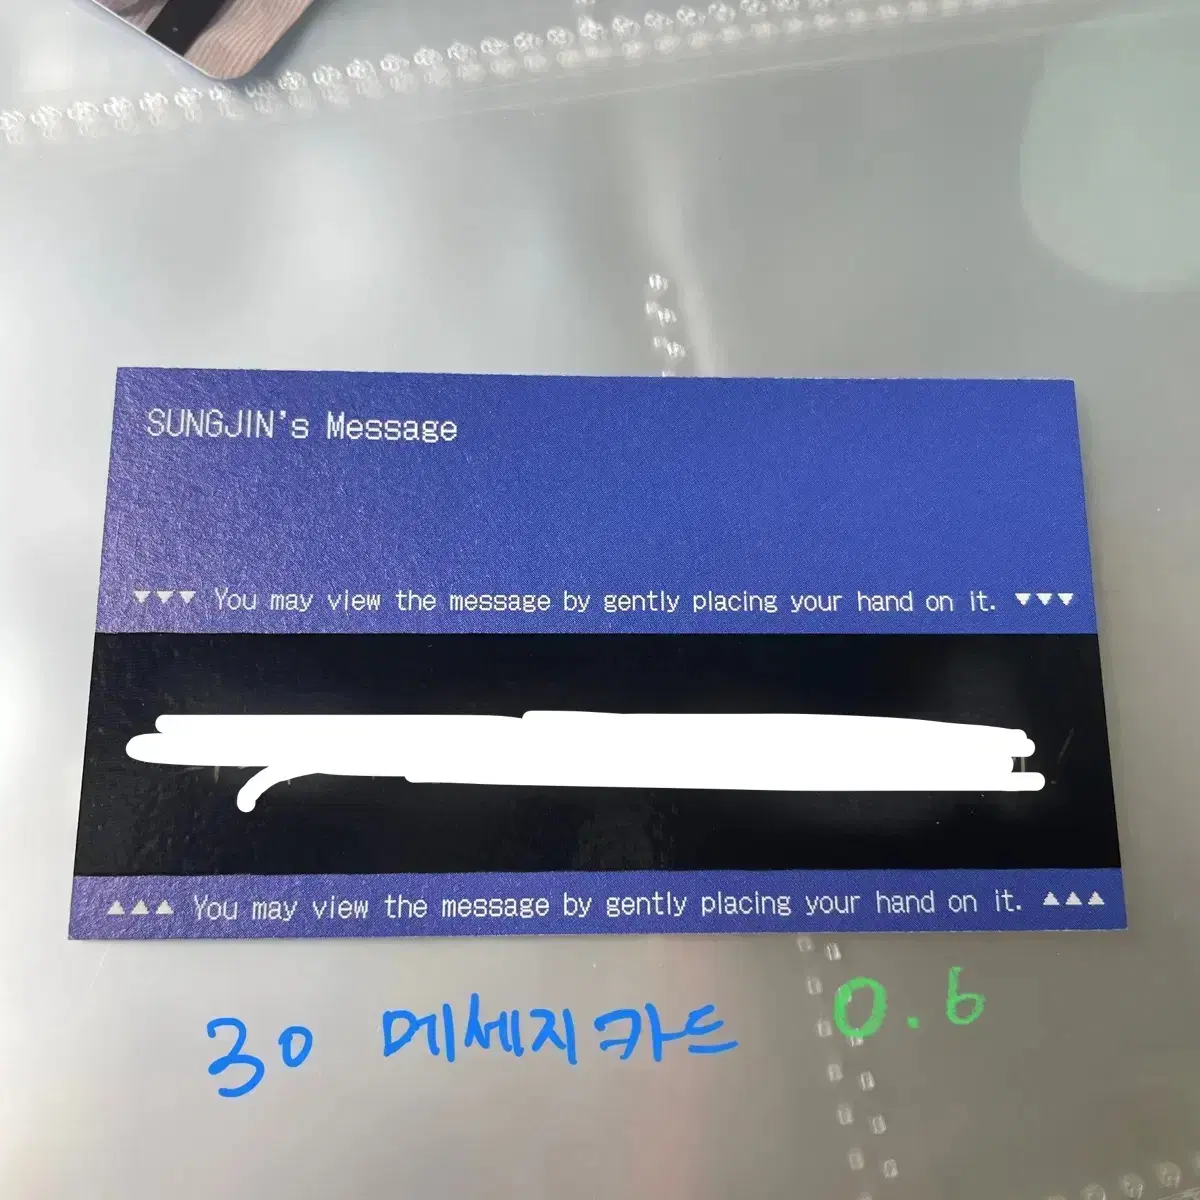 SUNGJIN's Message
▼▼▼ You may view the message by gently placing your hand on it. ▼▼▼
▲▲▲ You may view the message by gently placing your hand on it. ▲▲▲
30 메세지카드 0.6